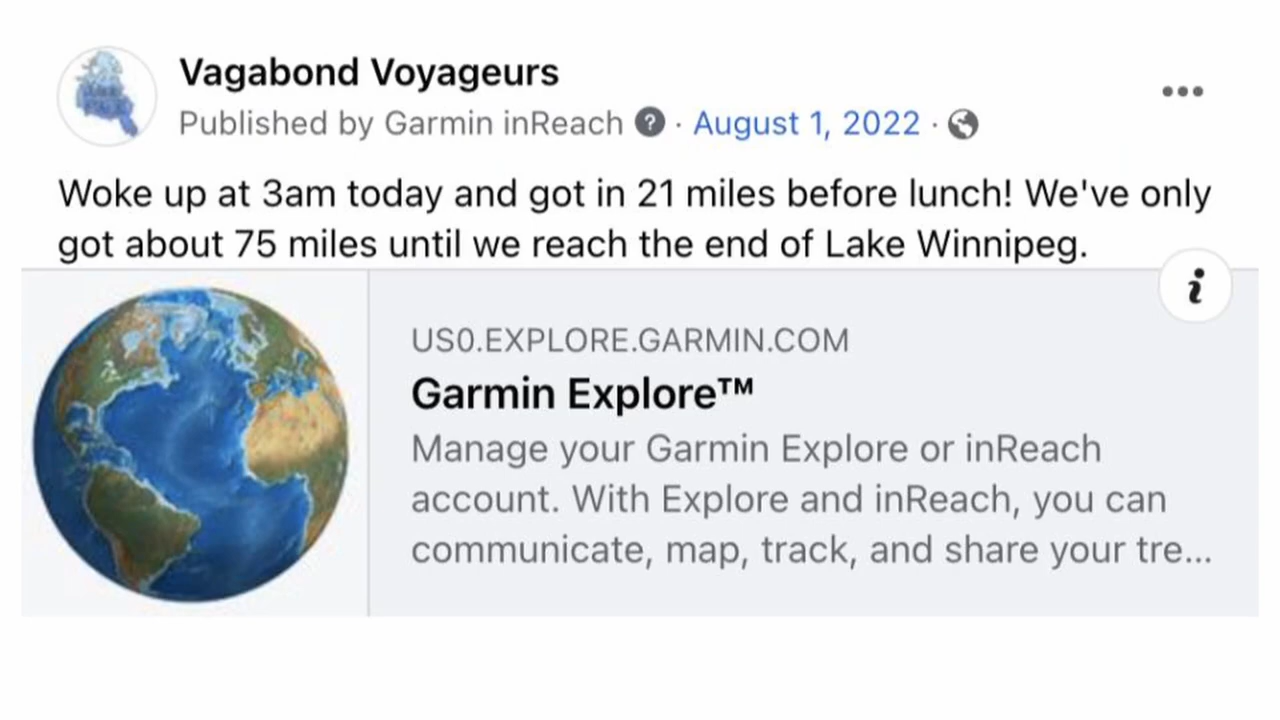 Vagabond Voyageurs
Published by Garmin inReach ? · August 1, 2022 ·
Woke up at 3am today and got in 21 miles before lunch! We've only
got about 75 miles until we reach the end of Lake Winnipeg.
i
US0.EXPLORE.GARMIN.COM
Garmin Explore™
Manage your Garmin Explore or inReach
account. With Explore and inReach, you can
communicate, map, track, and share your tre...